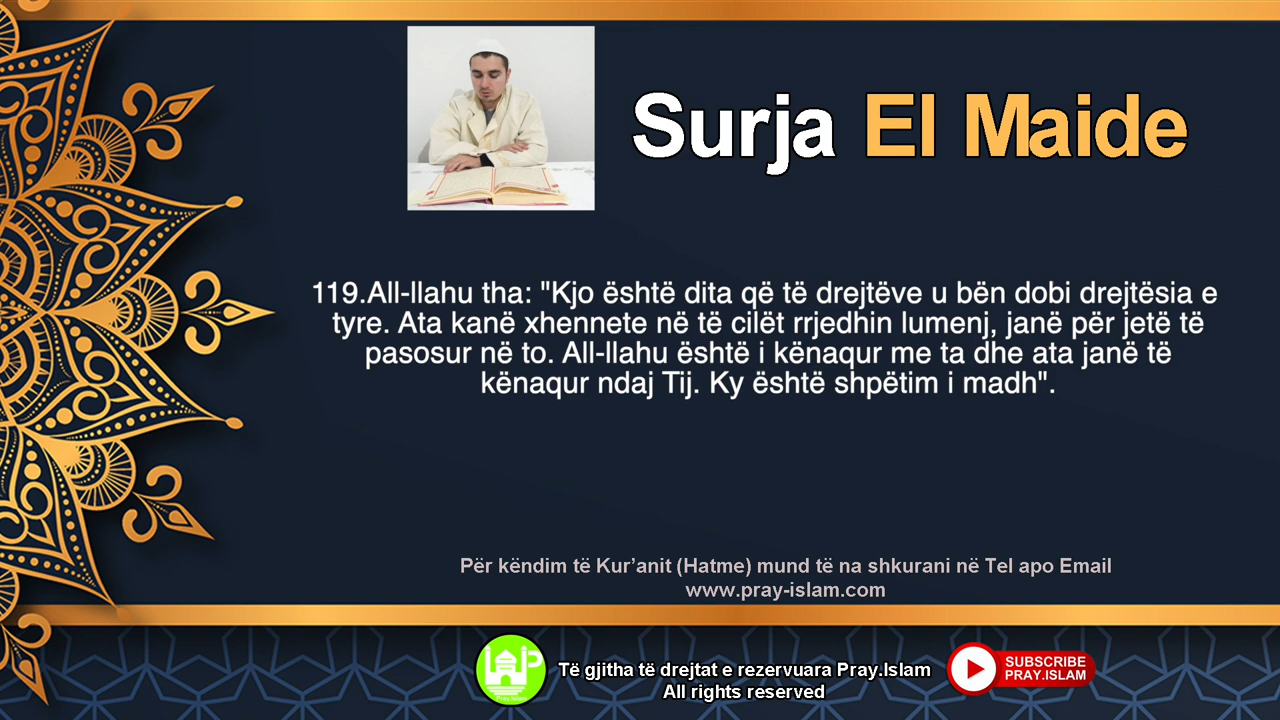 Surja El Maide
119.All-llahu tha: "Kjo është dita që të drejtëve u bën dobi drejtësia e
tyre. Ata kanë xhennete në të cilët rrjedhin lumenj, janë për jetë të
pasosur në to. All-llahu është i kënaqur me ta dhe ata janë të
kënaqur ndaj Tij. Ky është shpëtim i madh".
Për këndim të Kur’anit (Hatme) mund të na shkurani në Tel apo Email
www.pray-islam.com
Pray Islam
Të gjitha të drejtat e rezervuara Pray.Islam
All rights reserved
SUBSCRIBE
PRAY.ISLAM